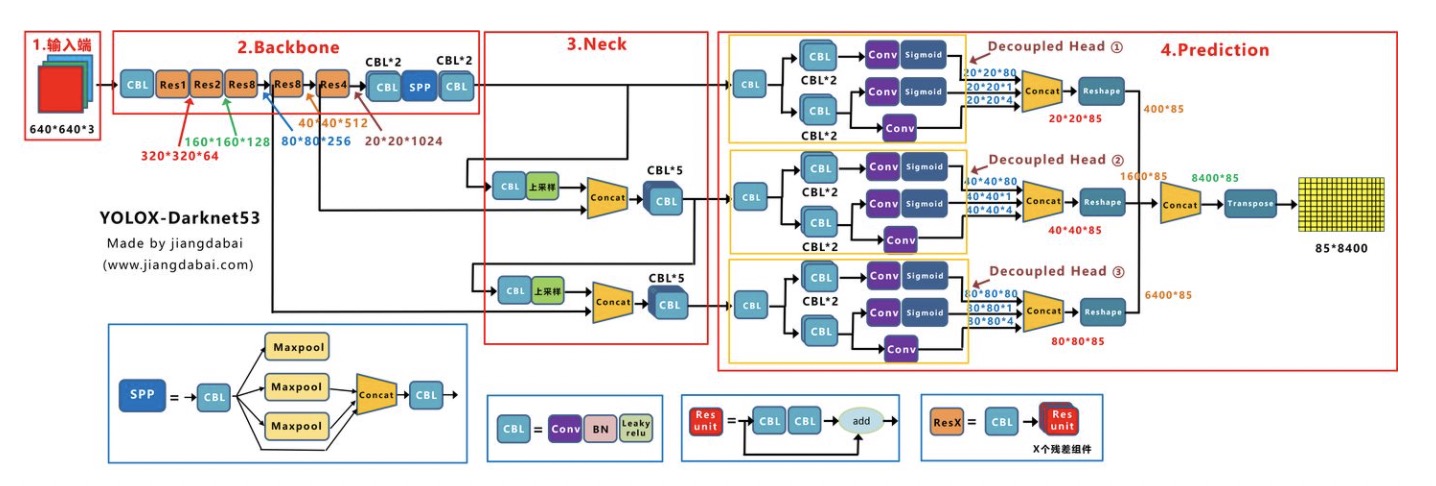 1.输入端
640*640*3
2.Backbone
CBL
Res1
Res2
Res8
Res8
Res4
CBL*2
CBL
SPP
CBL*2
CBL
320*320*64
160*160*128
80*80*256
40*40*512
20*20*1024
YOLOX-Darknet53
Made by jiangdabai
(www.jiangdabai.com)
3.Neck
CBL
上采样
Concat
CBL*5
CBL
CBL
上采样
Concat
CBL*5
CBL
4.Prediction
Decoupled Head ①
CBL
CBL
CBL*2
CBL
CBL*2
Conv
Sigmoid
Conv
Sigmoid
Conv
20*20*80
20*20*1
20*20*4
Concat
20*20*85
Reshape
400*85
Decoupled Head ②
CBL
CBL
CBL*2
CBL
CBL*2
Conv
Sigmoid
Conv
Sigmoid
Conv
40*40*80
40*40*1
40*40*4
Concat
40*40*85
Reshape
1600*85
Decoupled Head ③
CBL
CBL
CBL*2
CBL
Conv
Sigmoid
Conv
Sigmoid
Conv
80*80*80
80*80*1
80*80*4
Concat
80*80*85
Reshape
6400*85
Concat
8400*85
Transpose
85*8400
SPP
=
CBL
Maxpool
Maxpool
Maxpool
Concat
CBL
CBL = Conv BN Leaky relu
Res unit = CBL CBL add
ResX = CBL Res unit
X个残差组件